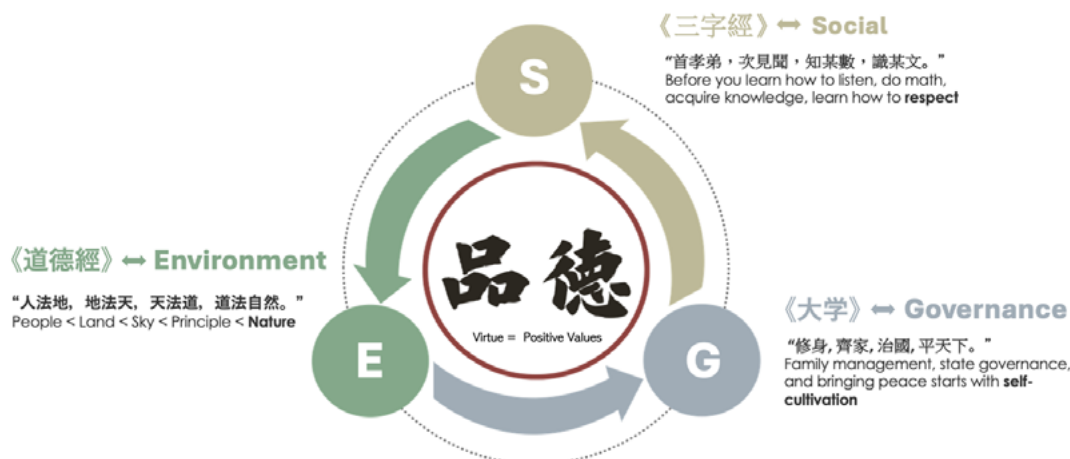 《三字經》 ↔ Social
“首孝弟，次見聞，知某數，識某文。”
Before you learn how to listen, do math,
acquire knowledge, learn how to respect
S
《道德經》 ↔ Environment
“人法地, 地法天, 天法道, 道法自然。”
People < Land < Sky < Principle < Nature
品德
Virtue = Positive Values
E
G
《大学》 ↔ Governance
“修身, 齊家, 治國, 平天下。”
Family management, state governance,
and bringing peace starts with self-
cultivation